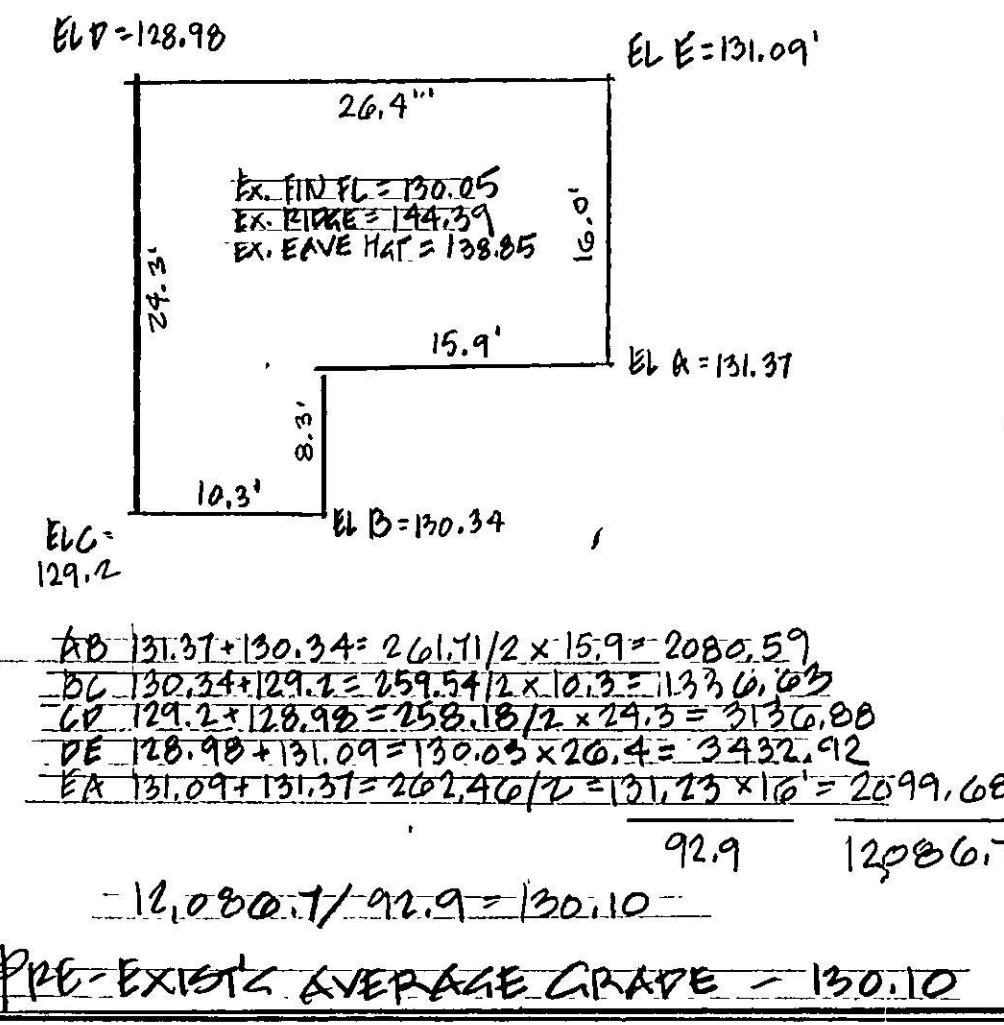 EL D = 128.98
EL E = 131.09'
26.4'''
EX. FIN FL = 130.05
EX. RIDGE = 144.39
EX. EAVE HGT = 138.85
16.0'
24.3'
15.9'
EL A = 131.37
8.3'
10.3'
EL B = 130.34
EL C =
129.2
AB 131.37 + 130.34 = 261.71/2 x 15.9 = 2080.59
BC 130.34 + 129.2 = 259.54/2 x 10.3 = 1336.63
CD 129.2 + 128.98 = 258.18/2 x 24.3 = 3136.88
DE 128.98 + 131.09 = 130.03 x 26.4 = 3432.92
EA 131.09 + 131.37 = 262.46/2 = 131.23 x 16' = 2099.68
92.9 12,086.7
12,086.7/92.9 = 130.10
PRE-EXIST'G AVERAGE GRADE - 130.10